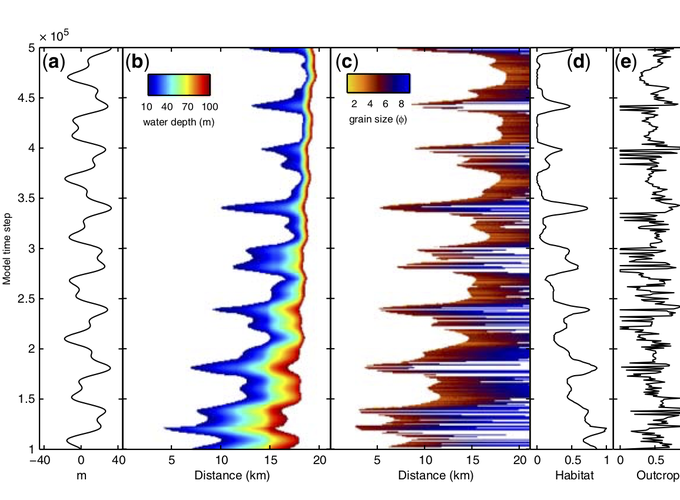 × 10⁵
(a) (b) (c) (d) (e)
5
4.5
4
3.5
3
2.5
2
1.5
1
Model time step
10 40 70 100
water depth (m)
2 4 6 8
grain size (ϕ)
−40 0 40
m
5 10 15 20
Distance (km)
5 10 15 20
Distance (km)
0 0.5 1
Habitat
0 0.5
Outcrop